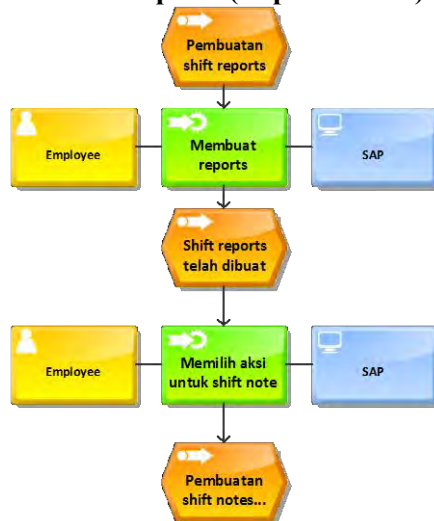 Pembuatan
shift reports
Employee
Membuat
reports
SAP
Shift reports
telah dibuat
Employee
Memilih aksi
untuk shift note
SAP
Pembuatan
shift notes...